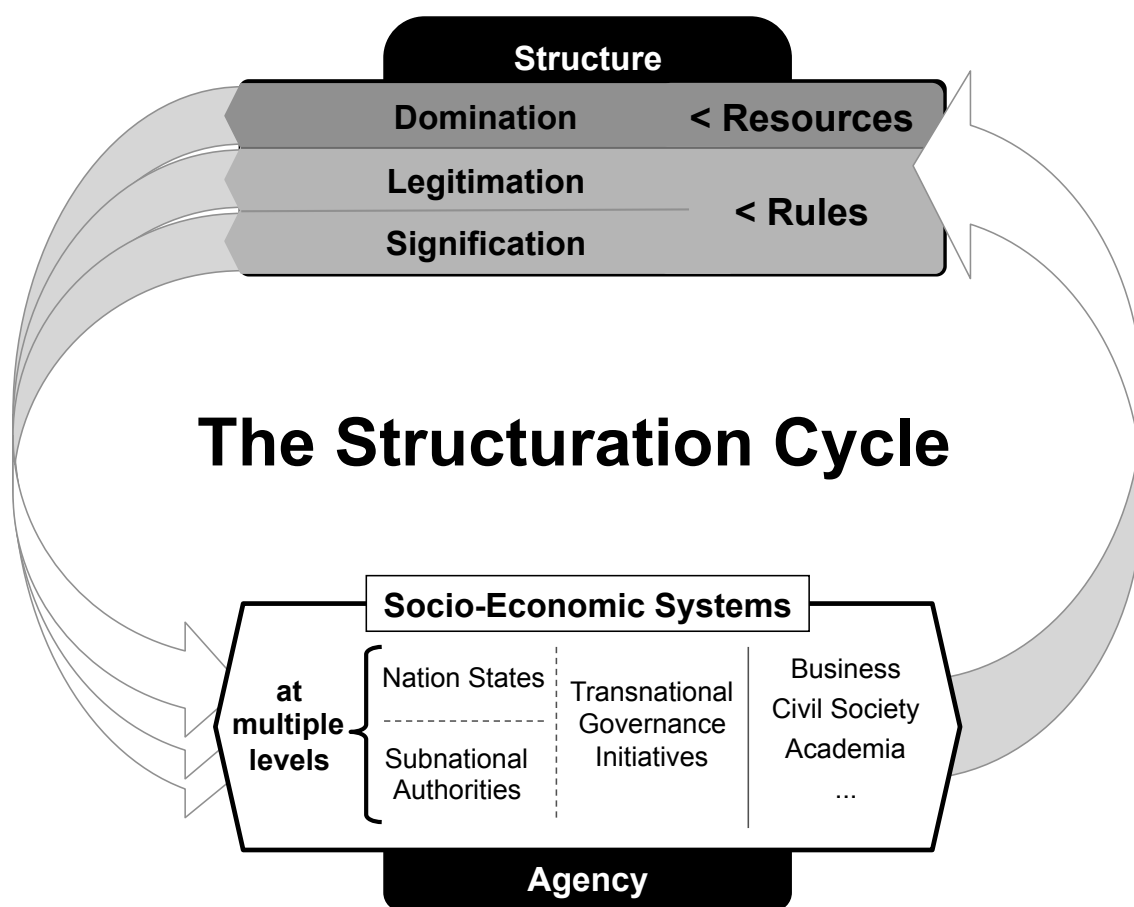 Structure
Domination
< Resources
Legitimation
< Rules
Signification
The Structuration Cycle
Socio-Economic Systems
at
multiple
levels
Nation States
Subnational
Authorities
Transnational
Governance
Initiatives
Business
Civil Society
Academia
...
Agency